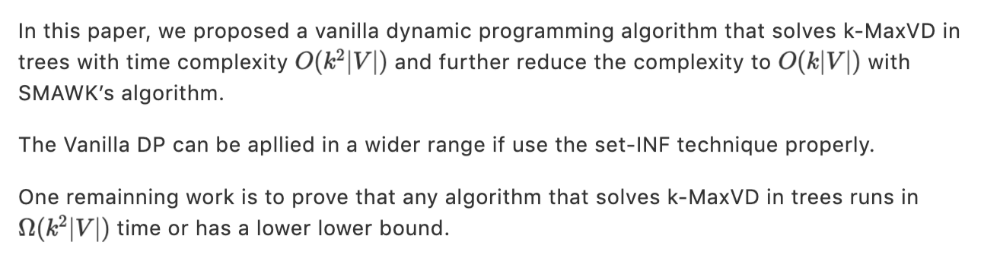 In this paper, we proposed a vanilla dynamic programming algorithm that solves k-MaxVD in
trees with time complexity O(k²|V|) and further reduce the complexity to O(k|V|) with
SMAWK's algorithm.
The Vanilla DP can be apllied in a wider range if use the set-INF technique properly.
One remainning work is to prove that any algorithm that solves k-MaxVD in trees runs in
Ω(k²|V|) time or has a lower lower bound.